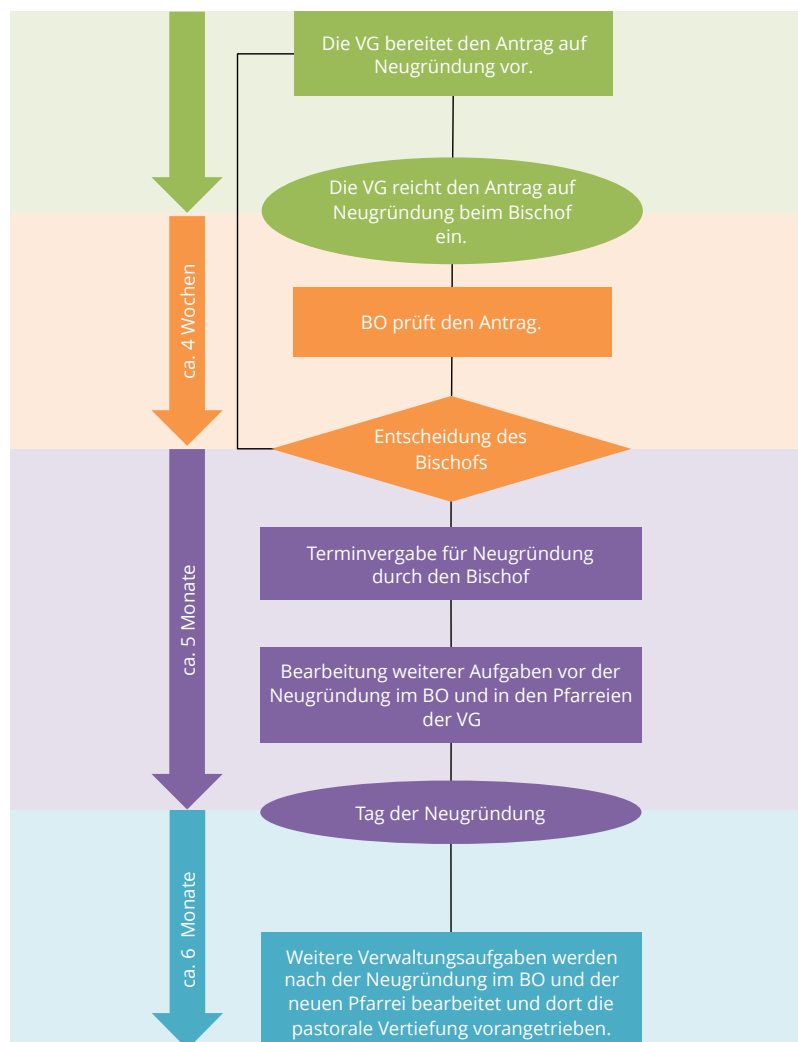 Die VG bereitet den Antrag auf
Neugründung vor.
Die VG reicht den Antrag auf
Neugründung beim Bischof
ein.
ca. 4 Wochen
BO prüft den Antrag.
Entscheidung des
Bischofs
ca. 5 Monate
Terminvergabe für Neugründung
durch den Bischof
Bearbeitung weiterer Aufgaben vor der
Neugründung im BO und in den Pfarreien
der VG
Tag der Neugründung
ca. 6 Monate
Weitere Verwaltungsaufgaben werden
nach der Neugründung im BO und der
neuen Pfarrei bearbeitet und dort die
pastorale Vertiefung vorangetrieben.